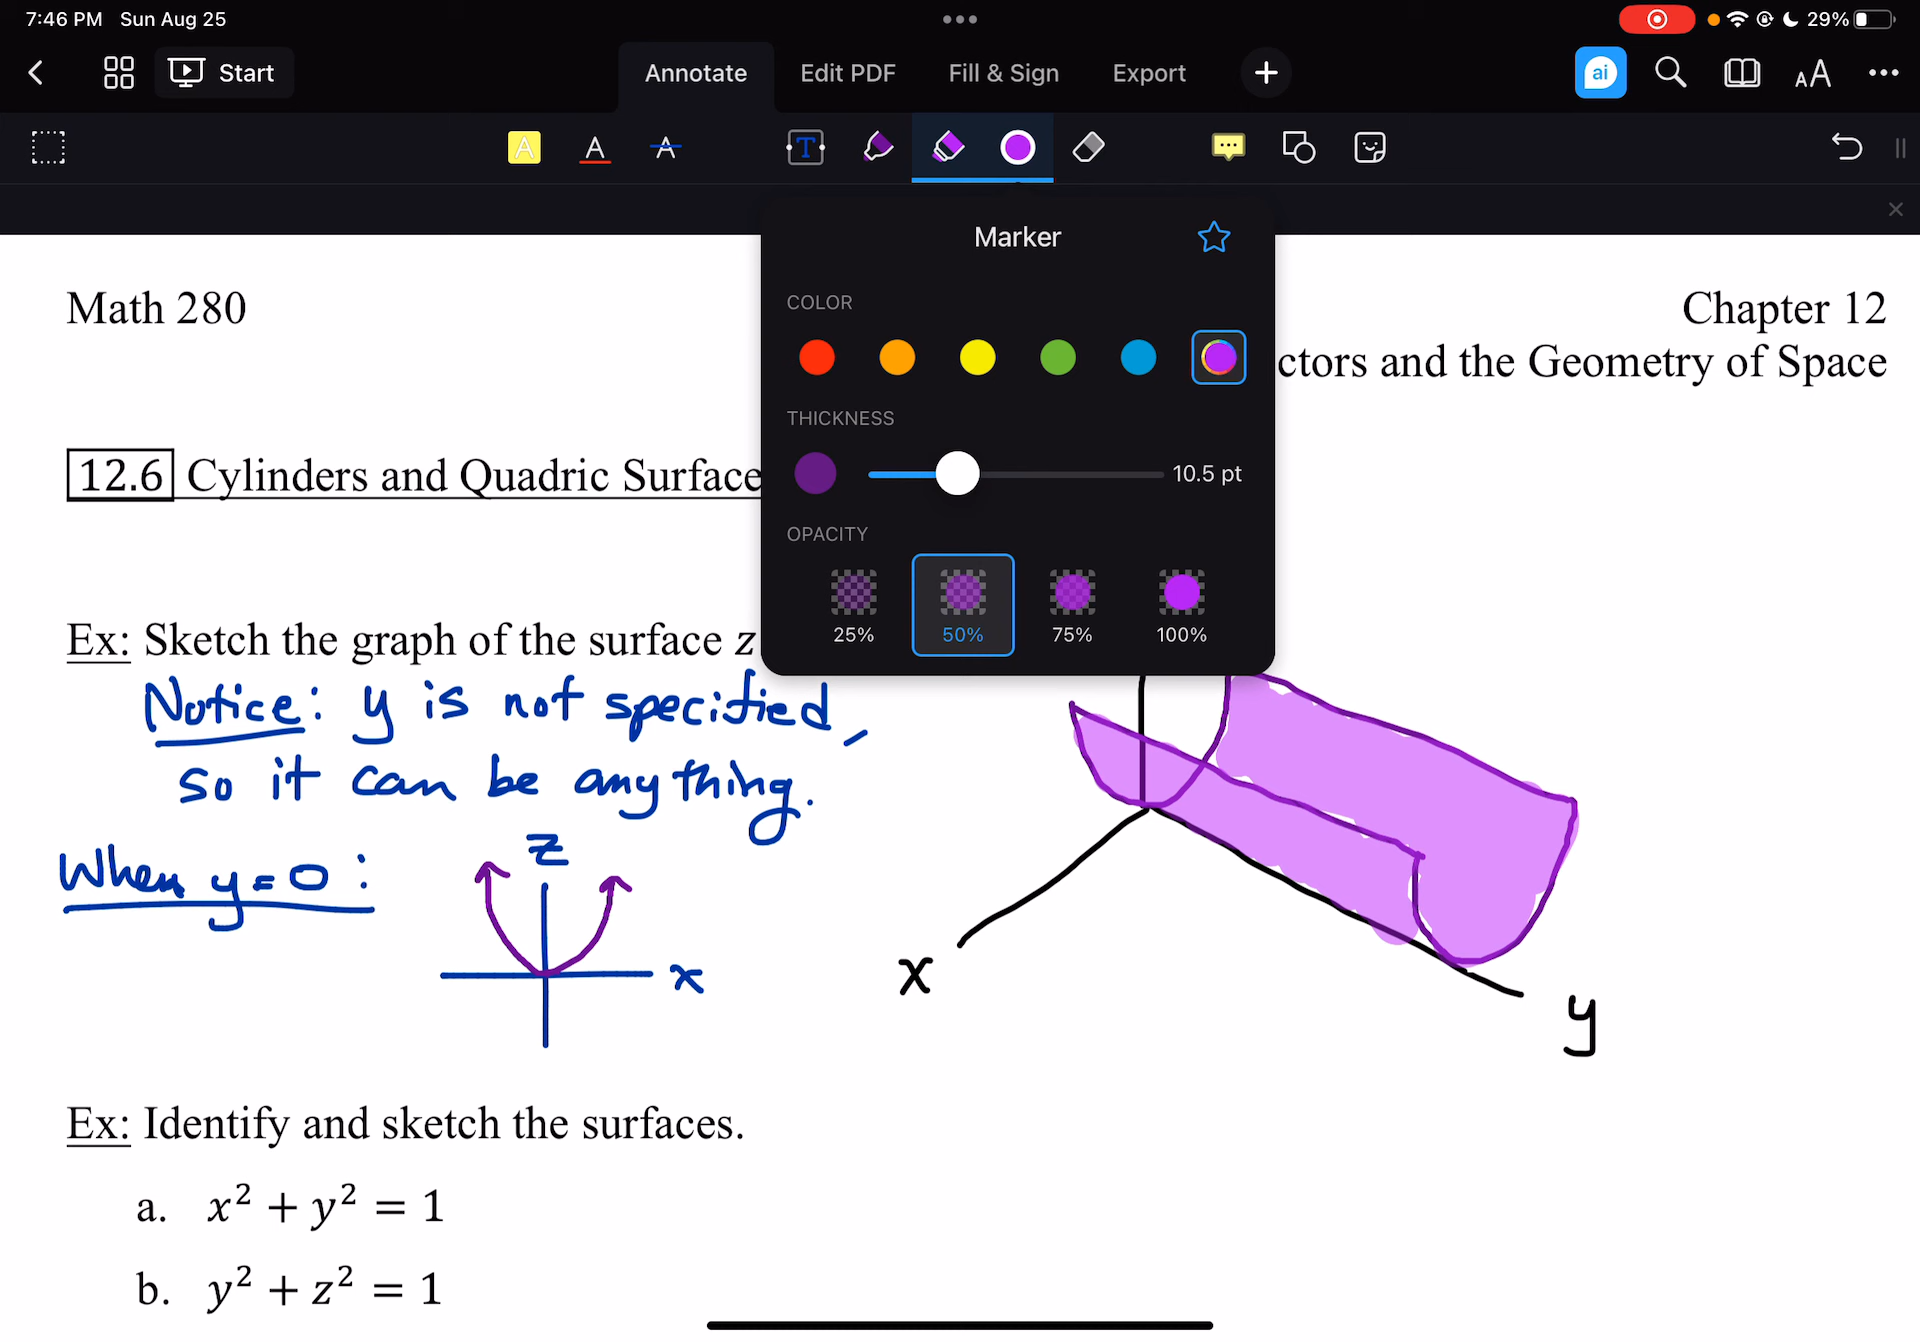 7:46 PM Sun Aug 25
29%
Start
Annotate
Edit PDF
Fill & Sign
Export
ai
AA
A A A T
Marker
COLOR
THICKNESS
10.5 pt
OPACITY
25% 50% 75% 100%
Math 280
Chapter 12
ctors and the Geometry of Space
12.6 Cylinders and Quadric Surface
Ex: Sketch the graph of the surface z
Notice: y is not specified,
so it can be anything.
When y=0:
z
x
x
y
Ex: Identify and sketch the surfaces.
a. x² + y² = 1
b. y² + z² = 1